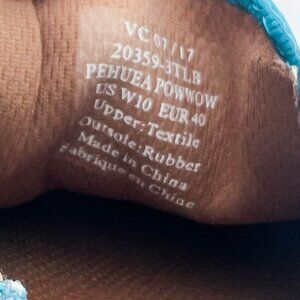 VC 07/17
20359-3TLB
PEHUEA POWWOW
US W10 EUR 40
Upper: Textile
Outsole: Rubber
Made in China
Fabrique en Chine